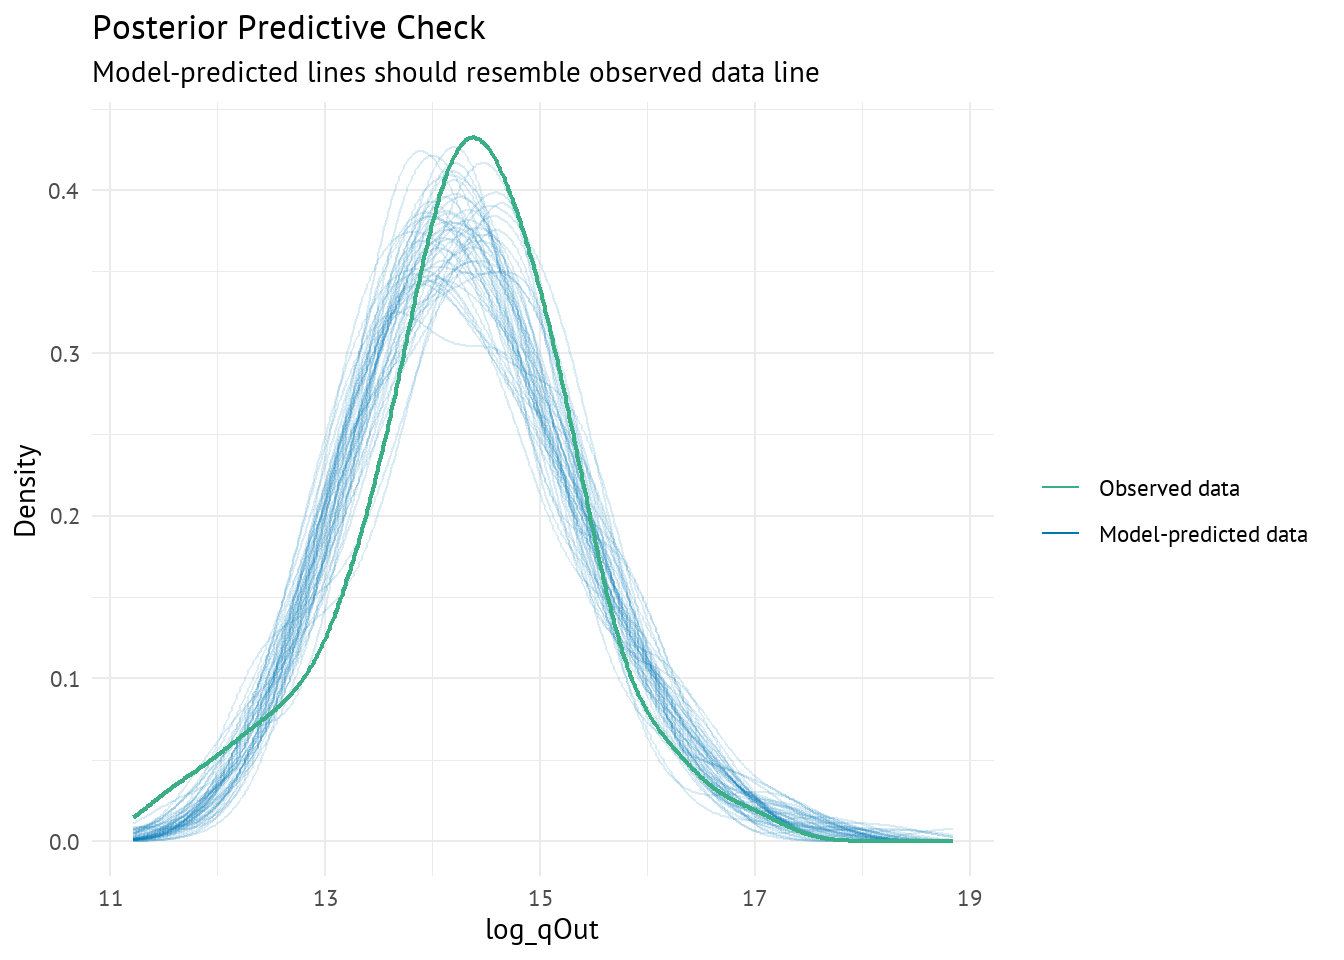 Posterior Predictive Check
Model-predicted lines should resemble observed data line
Density
0.4
0.3
0.2
0.1
0.0
11
13
15
17
19
log_qOut
Observed data
Model-predicted data